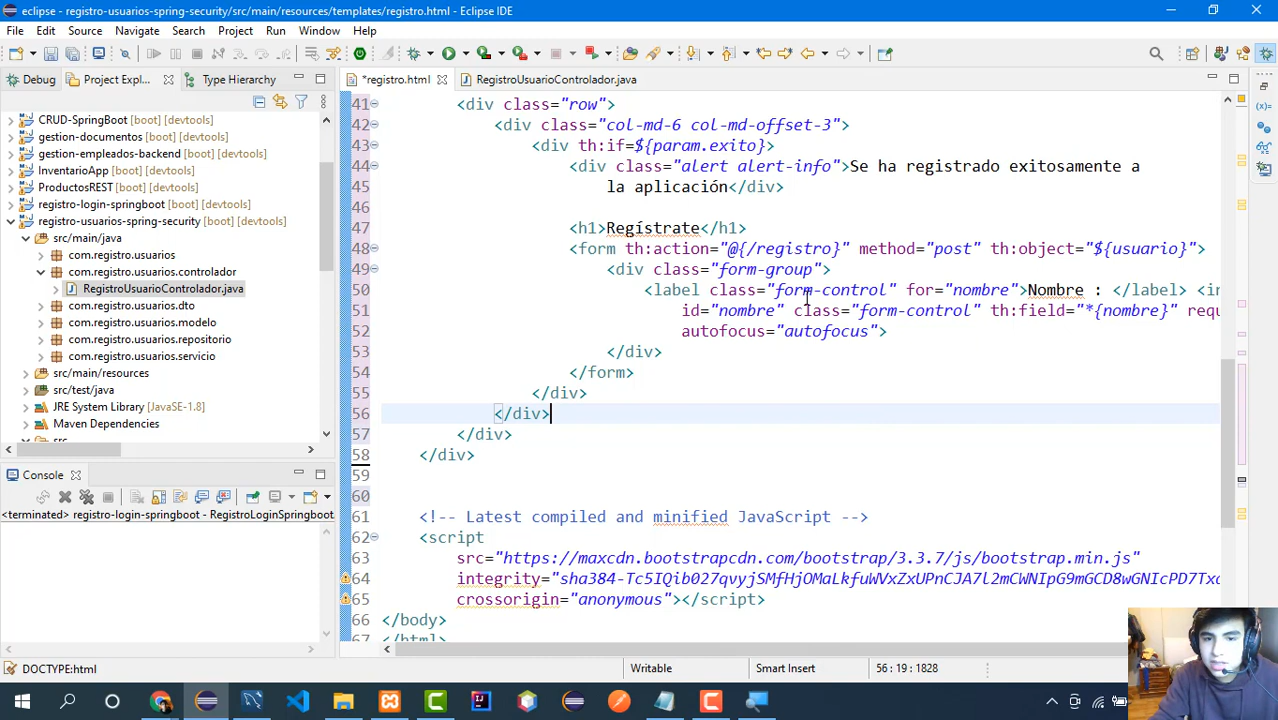 eclipse - registro-usuarios-spring-security/src/main/resources/templates/registro.html - Eclipse IDE
File Edit Source Navigate Search Project Run Window Help
Debug Project Expl... Type Hierarchy
*registro.html RegistroUsuarioControlador.java
CRUD-SpringBoot [boot] [devtools]
gestion-documentos [boot] [devtools]
gestion-empleados-backend [boot] [devtools]
InventarioApp [boot] [devtools]
ProductosREST [boot] [devtools]
registro-login-springboot [boot] [devtools]
registro-usuarios-spring-security [boot] [devtools]
src/main/java
com.registro.usuarios
com.registro.usuarios.controlador
RegistroUsuarioControlador.java
com.registro.usuarios.dto
com.registro.usuarios.modelo
com.registro.usuarios.repositorio
com.registro.usuarios.servicio
src/main/resources
src/test/java
JRE System Library [JavaSE-1.8]
Maven Dependencies
src
Console
<terminated> registro-login-springboot - RegistroLoginSpringboot
41 <div class="row">
42 <div class="col-md-6 col-md-offset-3">
43 <div th:if=${param.exito}>
44 <div class="alert alert-info">Se ha registrado exitosamente a
45 la aplicación</div>
46
47 <h1>Regístrate</h1>
48 <form th:action="@{/registro}" method="post" th:object="${usuario}">
49 <div class="form-group">
50 <label class="form-control" for="nombre">Nombre : </label> <in
51 id="nombre" class="form-control" th:field="*{nombre}" requ
52 autofocus="autofocus">
53 </div>
54 </form>
55 </div>
56 </div>
57 </div>
58 </div>
59
60
61 <!-- Latest compiled and minified JavaScript -->
62 <script
63 src="https://maxcdn.bootstrapcdn.com/bootstrap/3.3.7/js/bootstrap.min.js"
64 integrity="sha384-Tc5IQib027qvyjSMfHjOMaLkfuWVxZxUPnCJA7l2mCWNIpG9mGCD8wGNIcPD7Txa
65 crossorigin="anonymous"></script>
66 </body>
67 </html>
DOCTYPE:html Writable Smart Insert 56 : 19 : 1828